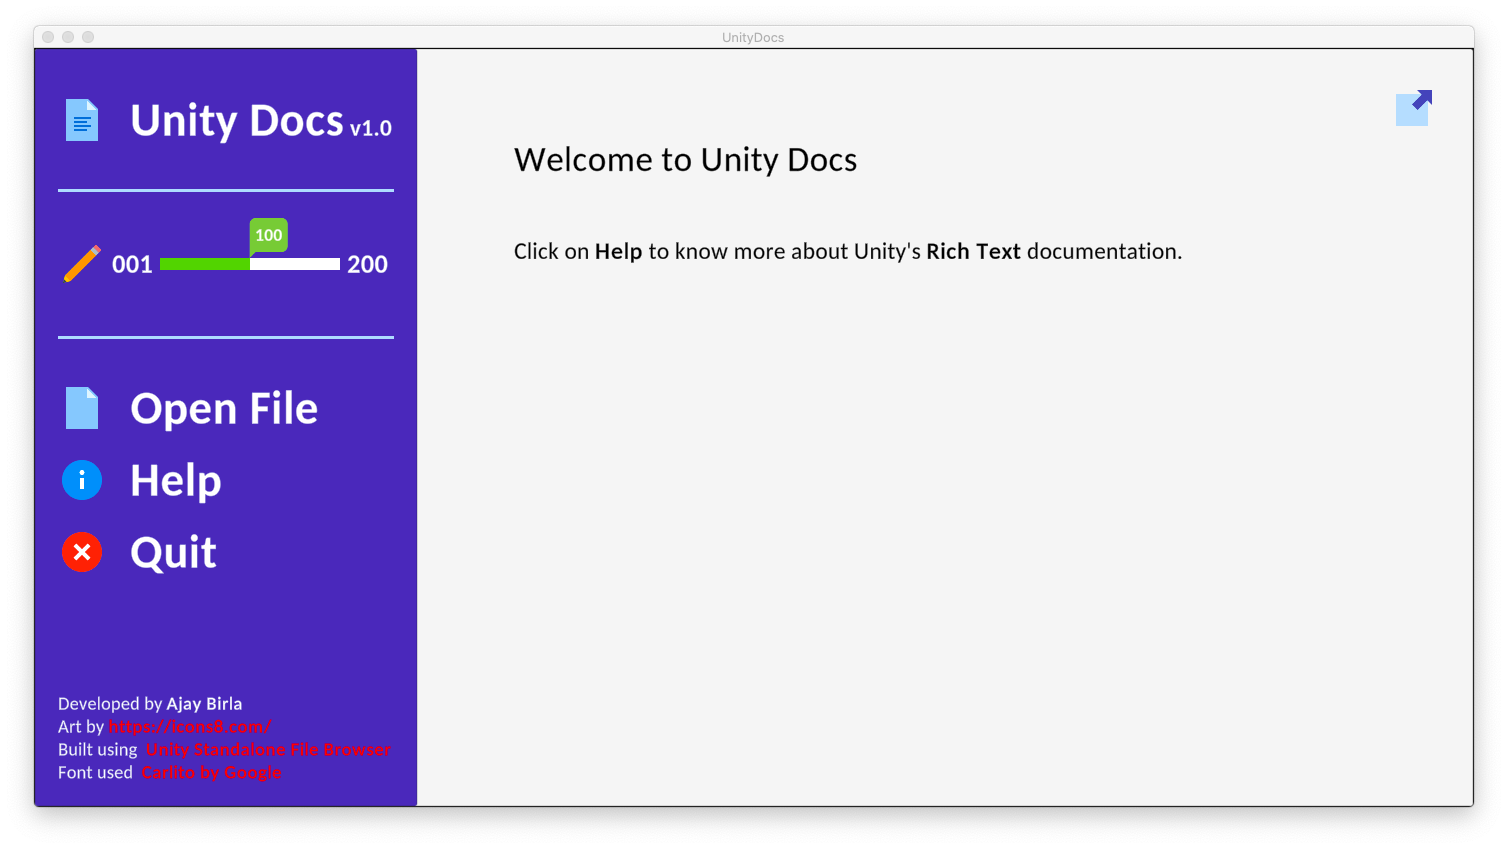 UnityDocs
Unity Docs v1.0
100
001 200
Open File
Help
Quit
Developed by Ajay Birla
Art by https://icons8.com/
Built using Unity Standalone File Browser
Font used Carlito by Google
Welcome to Unity Docs
Click on Help to know more about Unity's Rich Text documentation.